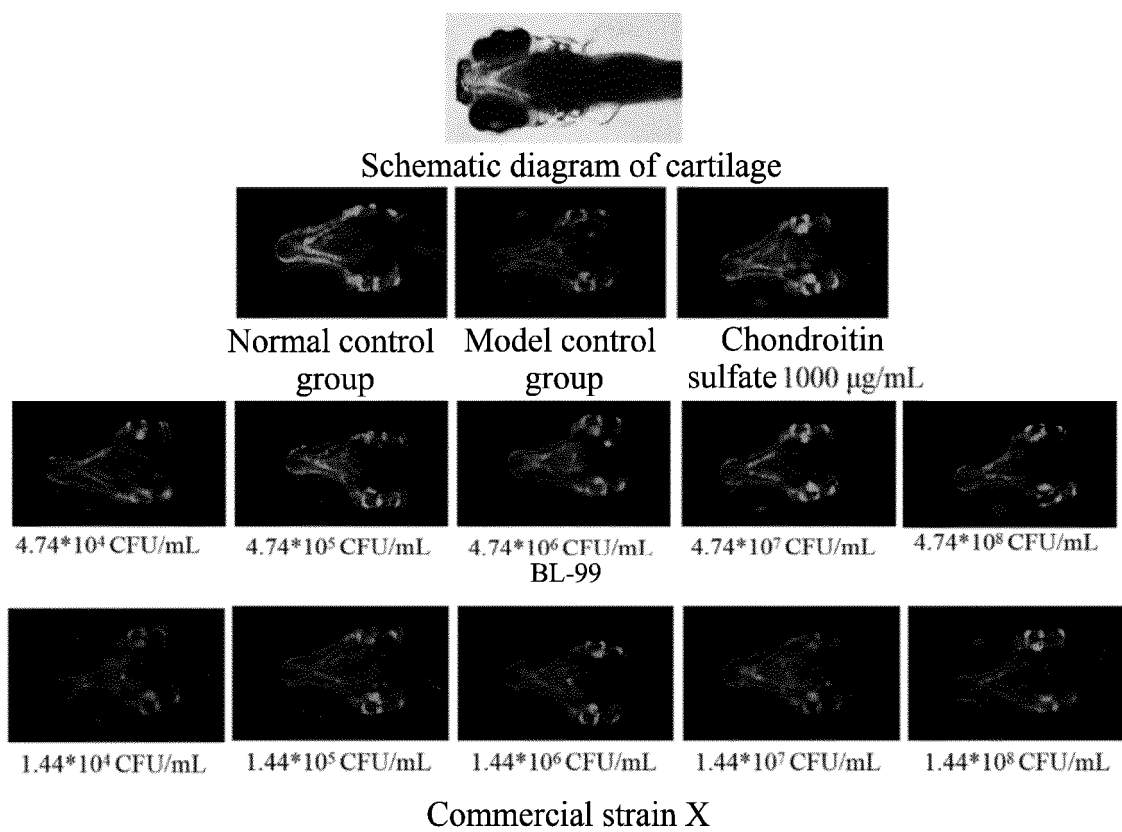 Schematic diagram of cartilage
Normal control group
Model control group
Chondroitin sulfate 1000 μg/mL
4.74*10⁴ CFU/mL
4.74*10⁵ CFU/mL
4.74*10⁶ CFU/mL
4.74*10⁷ CFU/mL
4.74*10⁸ CFU/mL
BL-99
1.44*10⁴ CFU/mL
1.44*10⁵ CFU/mL
1.44*10⁶ CFU/mL
1.44*10⁷ CFU/mL
1.44*10⁸ CFU/mL
Commercial strain X